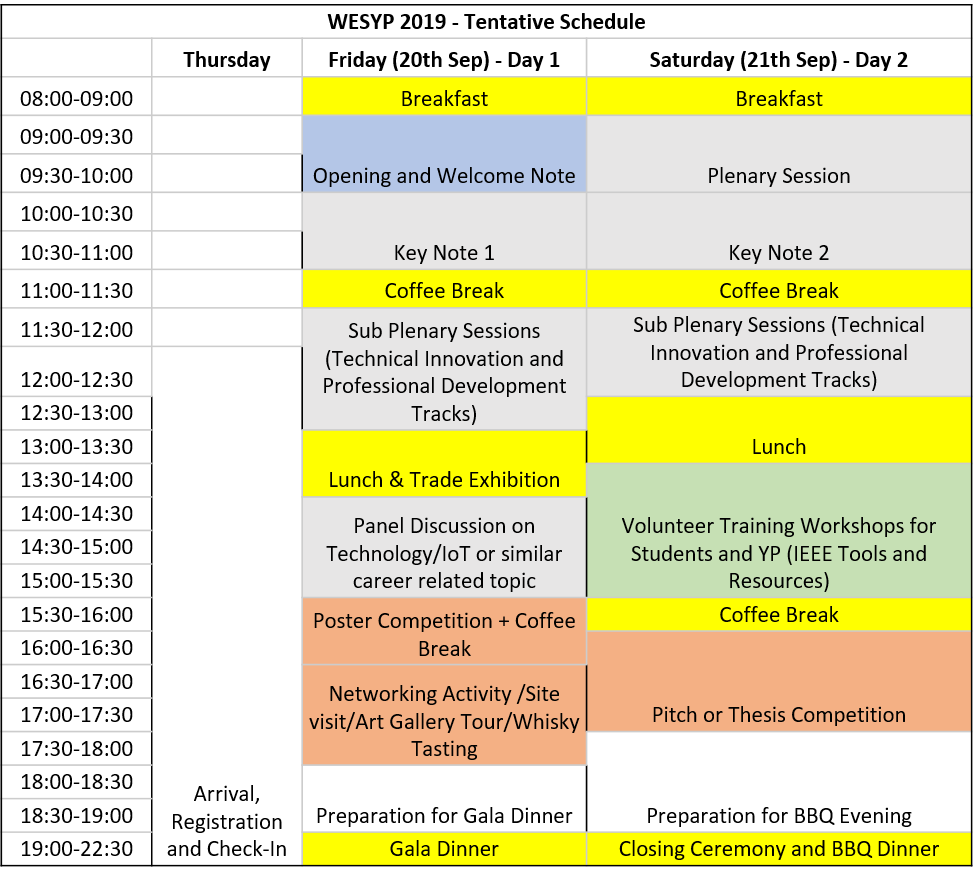 WESYP 2019 - Tentative Schedule
Thursday Friday (20th Sep) - Day 1 Saturday (21th Sep) - Day 2
08:00-09:00 Breakfast Breakfast
09:00-09:30
09:30-10:00 Opening and Welcome Note Plenary Session
10:00-10:30
10:30-11:00 Key Note 1 Key Note 2
11:00-11:30 Coffee Break Coffee Break
11:30-12:00
Sub Plenary Sessions
(Technical Innovation and
Professional Development
Tracks)
Sub Plenary Sessions (Technical
Innovation and Professional
Development Tracks)
12:00-12:30
12:30-13:00
13:00-13:30 Lunch
13:30-14:00 Lunch & Trade Exhibition
14:00-14:30
14:30-15:00
15:00-15:30
Panel Discussion on
Technology/IoT or similar
career related topic
Volunteer Training Workshops for
Students and YP (IEEE Tools and
Resources)
15:30-16:00 Coffee Break
16:00-16:30
Poster Competition + Coffee
Break
16:30-17:00
17:00-17:30 Pitch or Thesis Competition
17:30-18:00
Networking Activity /Site
visit/Art Gallery Tour/Whisky
Tasting
18:00-18:30
18:30-19:00 Preparation for Gala Dinner Preparation for BBQ Evening
19:00-22:30 Gala Dinner Closing Ceremony and BBQ Dinner
Arrival,
Registration
and Check-In